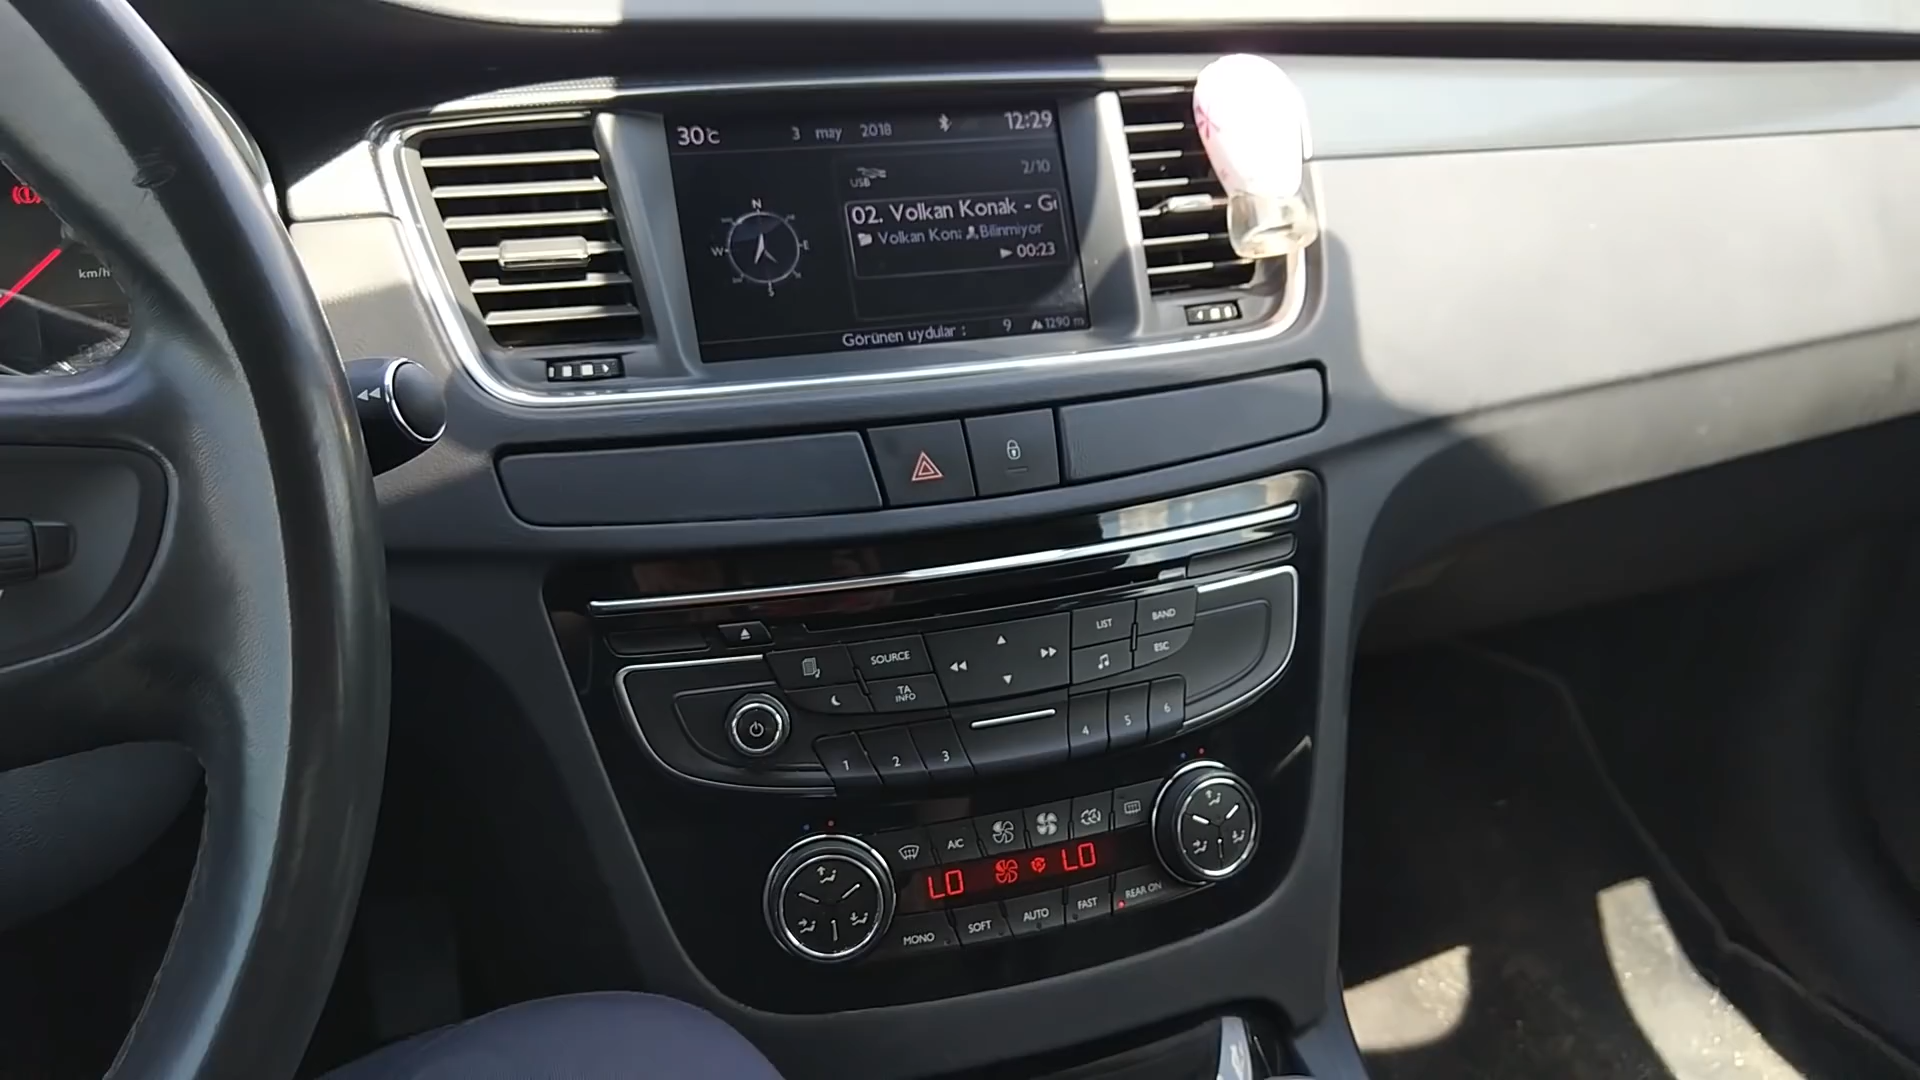 30°C 3 may 2018 12:29
USB 2/10
02. Volkan Konak - G
Volkan Kon: Bilinmiyor
00:23
N
W E
S
Görünen uydular : 9 1290 m
km/h
LIST BAND
SOURCE ESC
TA
INFO
1 2 3 4 5 6
A/C
LO LO
MONO SOFT AUTO FAST REAR ON